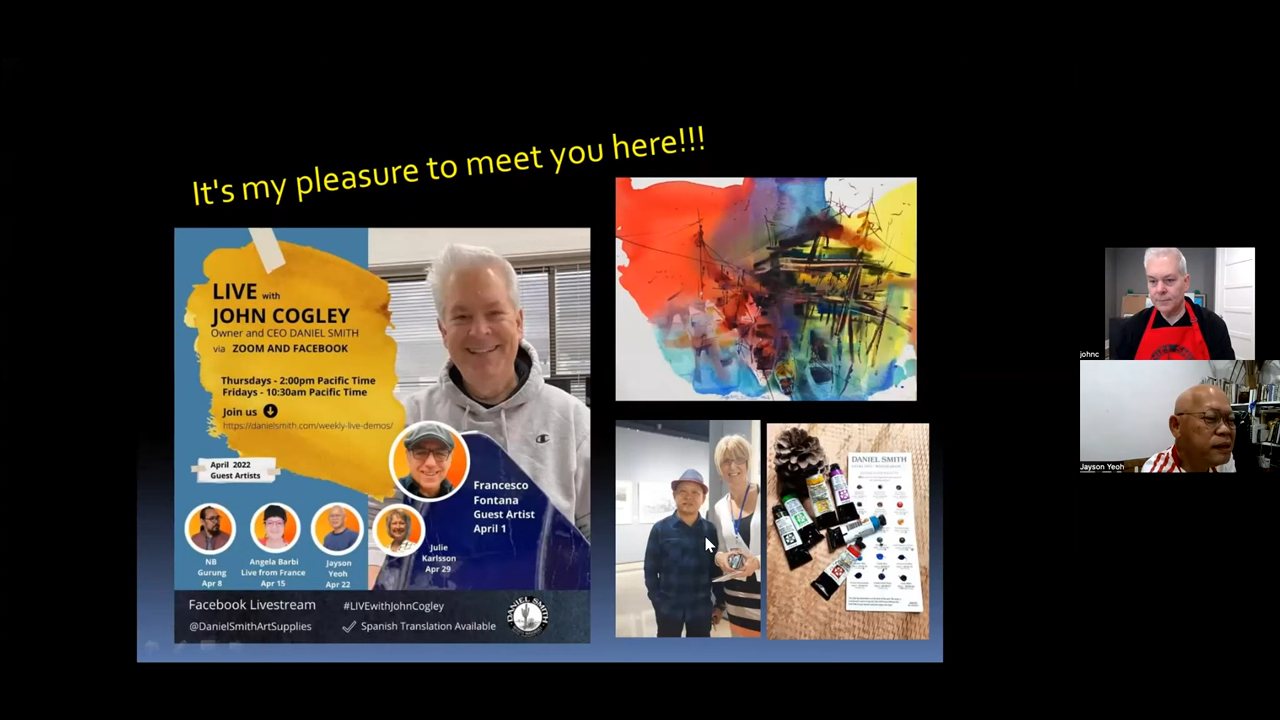 It's my pleasure to meet you here!!!
LIVE with
JOHN COGLEY
Owner and CEO DANIEL SMITH
via ZOOM AND FACEBOOK
Thursdays - 2:00pm Pacific Time
Fridays - 10:30am Pacific Time
Join us
https://danielsmith.com/weekly-live-demos/
April 2022
Guest Artists
Francesco
Fontana
Guest Artist
April 1
NB
Gurung
Apr 8
Angela Barbi
Live from France
Apr 15
Jayson
Yeoh
Apr 22
Julie
Karlsson
Apr 29
Facebook Livestream
#LIVEwithJohnCogley
@DanielSmithArtSupplies
Spanish Translation Available
DANIEL SMITH
DANIEL SMITH
johnc
Jayson Yeoh